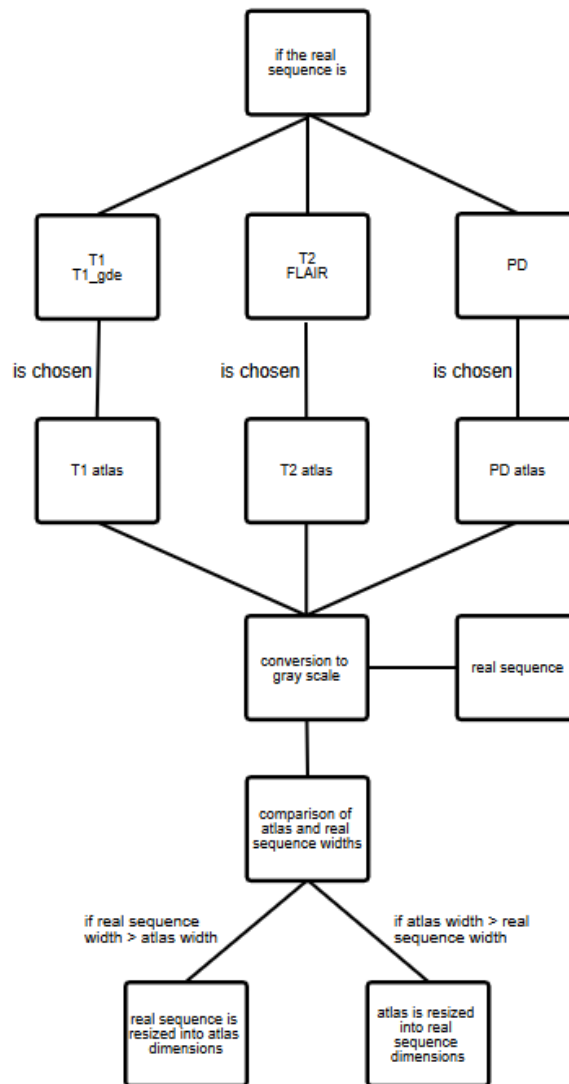 if the real
sequence is
T1
T1_gde
T2
FLAIR
PD
is chosen
is chosen
is chosen
T1 atlas
T2 atlas
PD atlas
conversion to
gray scale
real sequence
comparison of
atlas and real
sequence widths
if real sequence
width > atlas width
if atlas width > real
sequence width
real sequence is
resized into atlas
dimensions
atlas is resized
into real
sequence
dimensions